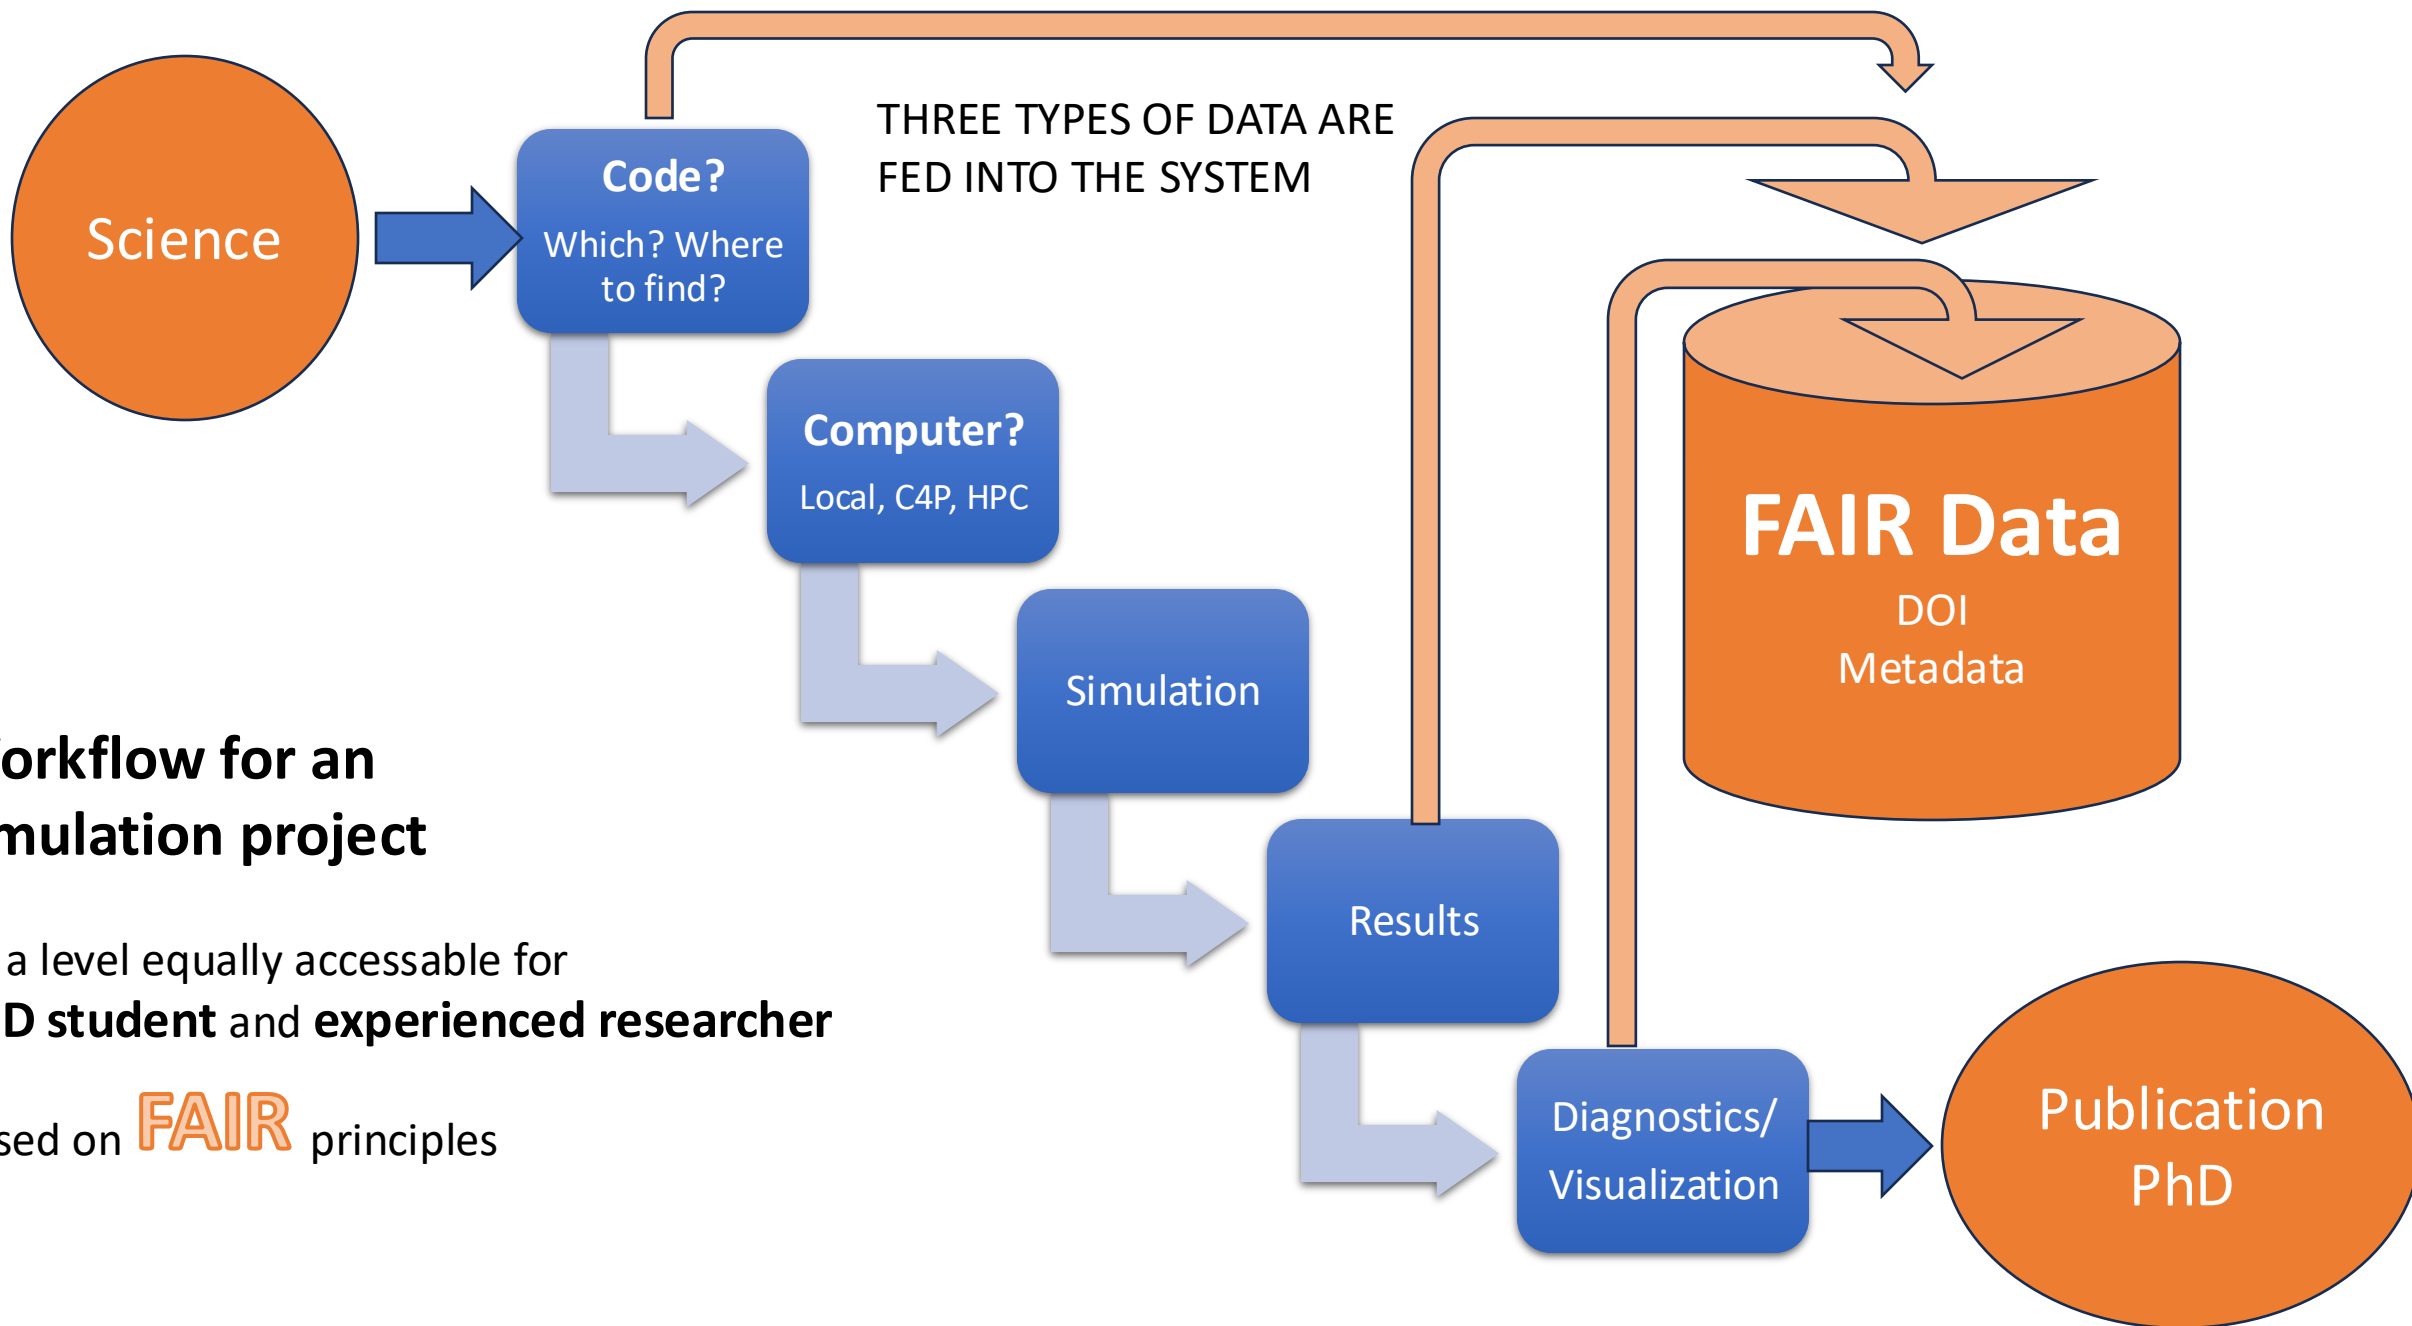 Science
Code?
Which? Where
to find?
THREE TYPES OF DATA ARE
FED INTO THE SYSTEM
Computer?
Local, C4P, HPC
Simulation
Results
Diagnostics/
Visualization
FAIR Data
DOI
Metadata
Publication
PhD
orkflow for an
mulation project
a level equally accessable for
D student and experienced researcher
sed on FAIR principles